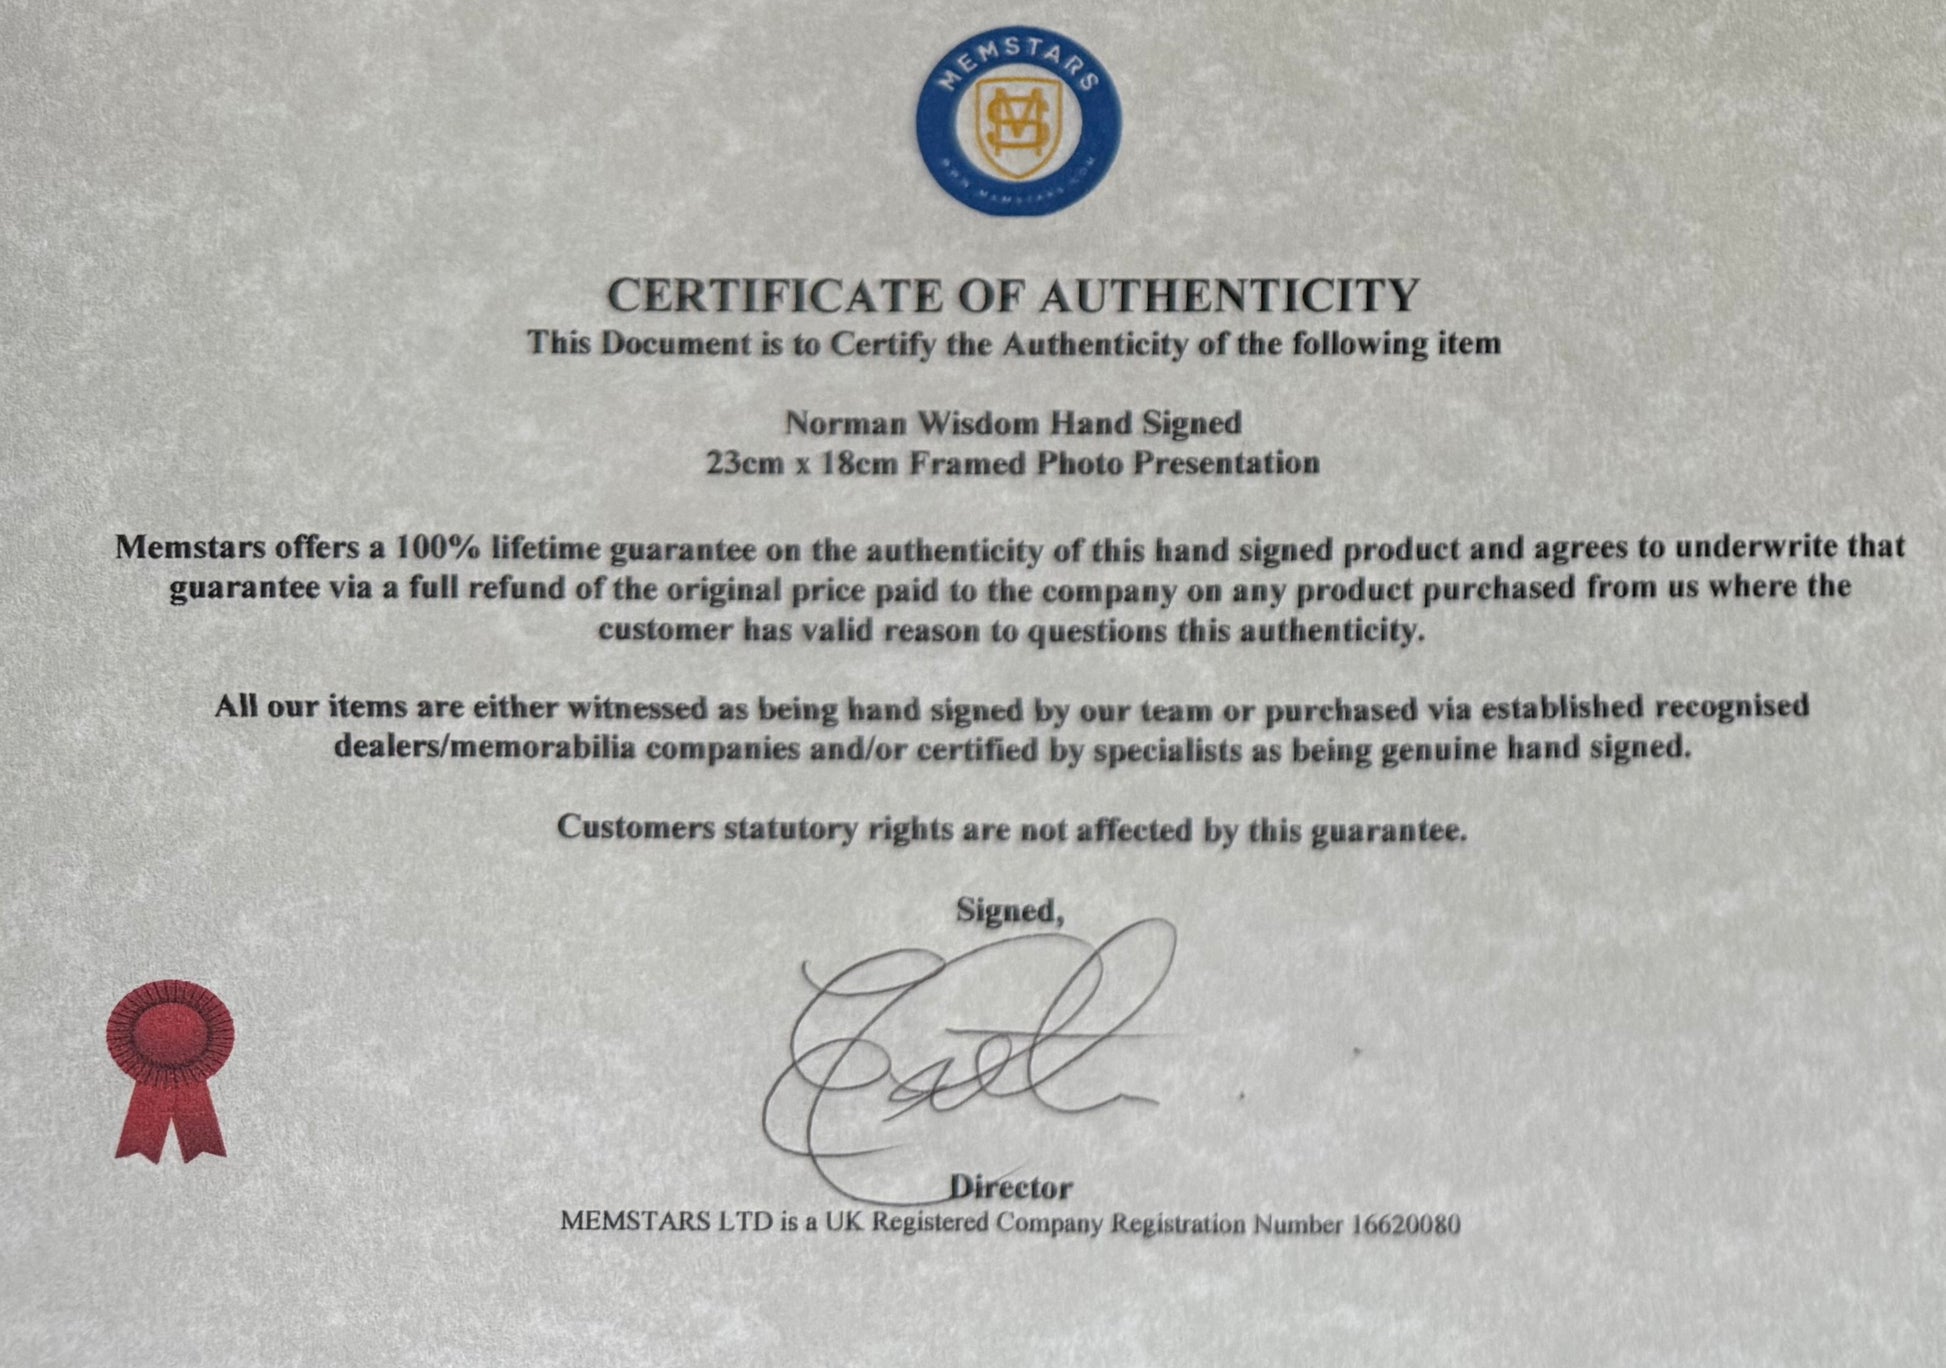 MEMSTARS
WWW.MEMSTARS.COM
CERTIFICATE OF AUTHENTICITY
This Document is to Certify the Authenticity of the following item
Norman Wisdom Hand Signed
23cm x 18cm Framed Photo Presentation
Memstars offers a 100% lifetime guarantee on the authenticity of this hand signed product and agrees to underwrite that
guarantee via a full refund of the original price paid to the company on any product purchased from us where the
customer has valid reason to questions this authenticity.
All our items are either witnessed as being hand signed by our team or purchased via established recognised
dealers/memorabilia companies and/or certified by specialists as being genuine hand signed.
Customers statutory rights are not affected by this guarantee.
Signed,
Director
MEMSTARS LTD is a UK Registered Company Registration Number 16620080